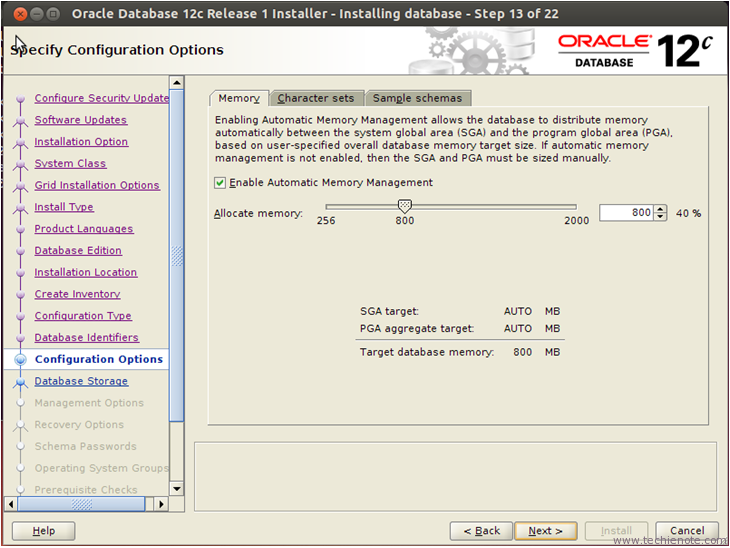 Oracle Database 12c Release 1 Installer - Installing database - Step 13 of 22
Specify Configuration Options
ORACLE
DATABASE
12c
Configure Security Update
Software Updates
Installation Option
System Class
Grid Installation Options
Install Type
Product Languages
Database Edition
Installation Location
Create Inventory
Configuration Type
Database Identifiers
Configuration Options
Database Storage
Management Options
Recovery Options
Schema Passwords
Operating System Groups
Prerequisite Checks
Memory
Character sets
Sample schemas
Enabling Automatic Memory Management allows the database to distribute memory
automatically between the system global area (SGA) and the program global area (PGA),
based on user-specified overall database memory target size. If automatic memory
management is not enabled, then the SGA and PGA must be sized manually.
Enable Automatic Memory Management
Allocate memory:
256
800
2000
800
40 %
SGA target: AUTO MB
PGA aggregate target: AUTO MB
Target database memory: 800 MB
Help
< Back
Next >
Install
Cancel
www.techienote.com